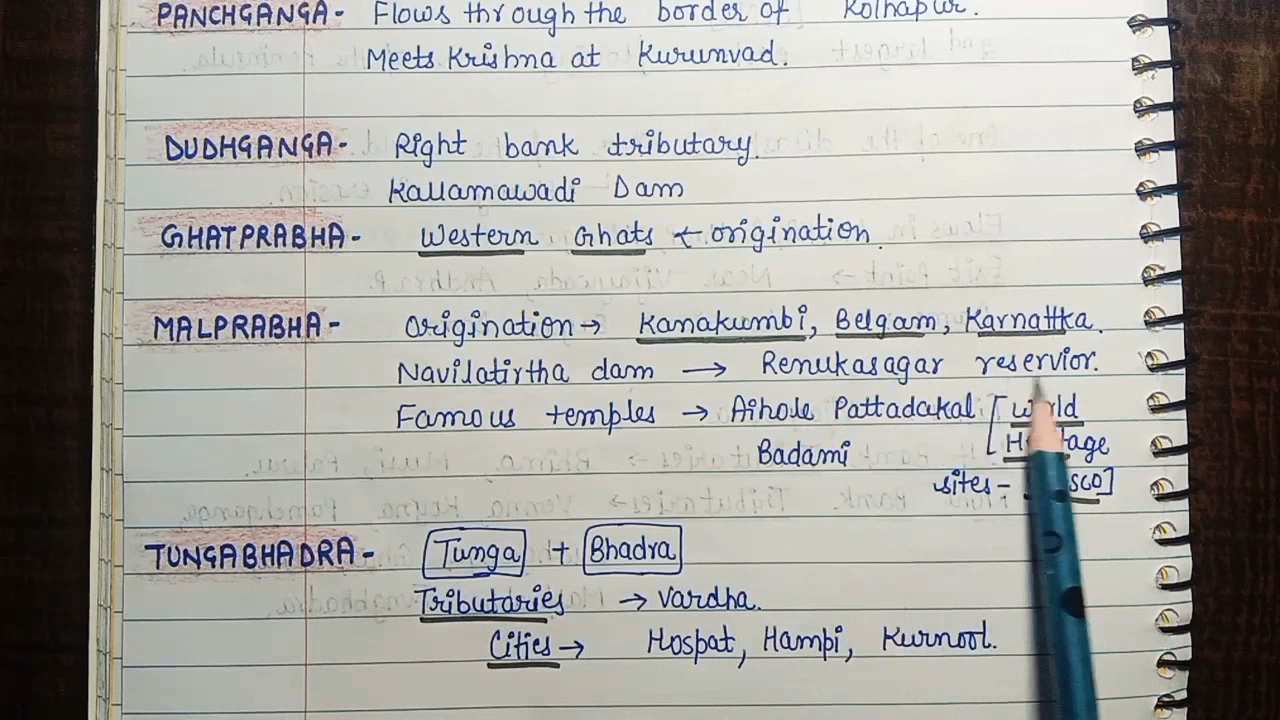 PANCHGANGA- Flows through the border of Kolhapur.
Meets Krishna at Kurunvad.
DUDHGANGA- Right bank tributary.
Kallamawadi Dam
GHATPRABHA- Western Ghats ← origination.
MALPRABHA- Origination → Kanakumbi, Belgam, Karnatka.
Navilatirtha dam → Renukasagar reservior.
Famous temples → Aihole Pattadakal [
Badami
sites-
TUNGABHADRA- Tunga + Bhadra
Tributaries → Vardha.
Cities → Hospat, Hampi, Kurnool.